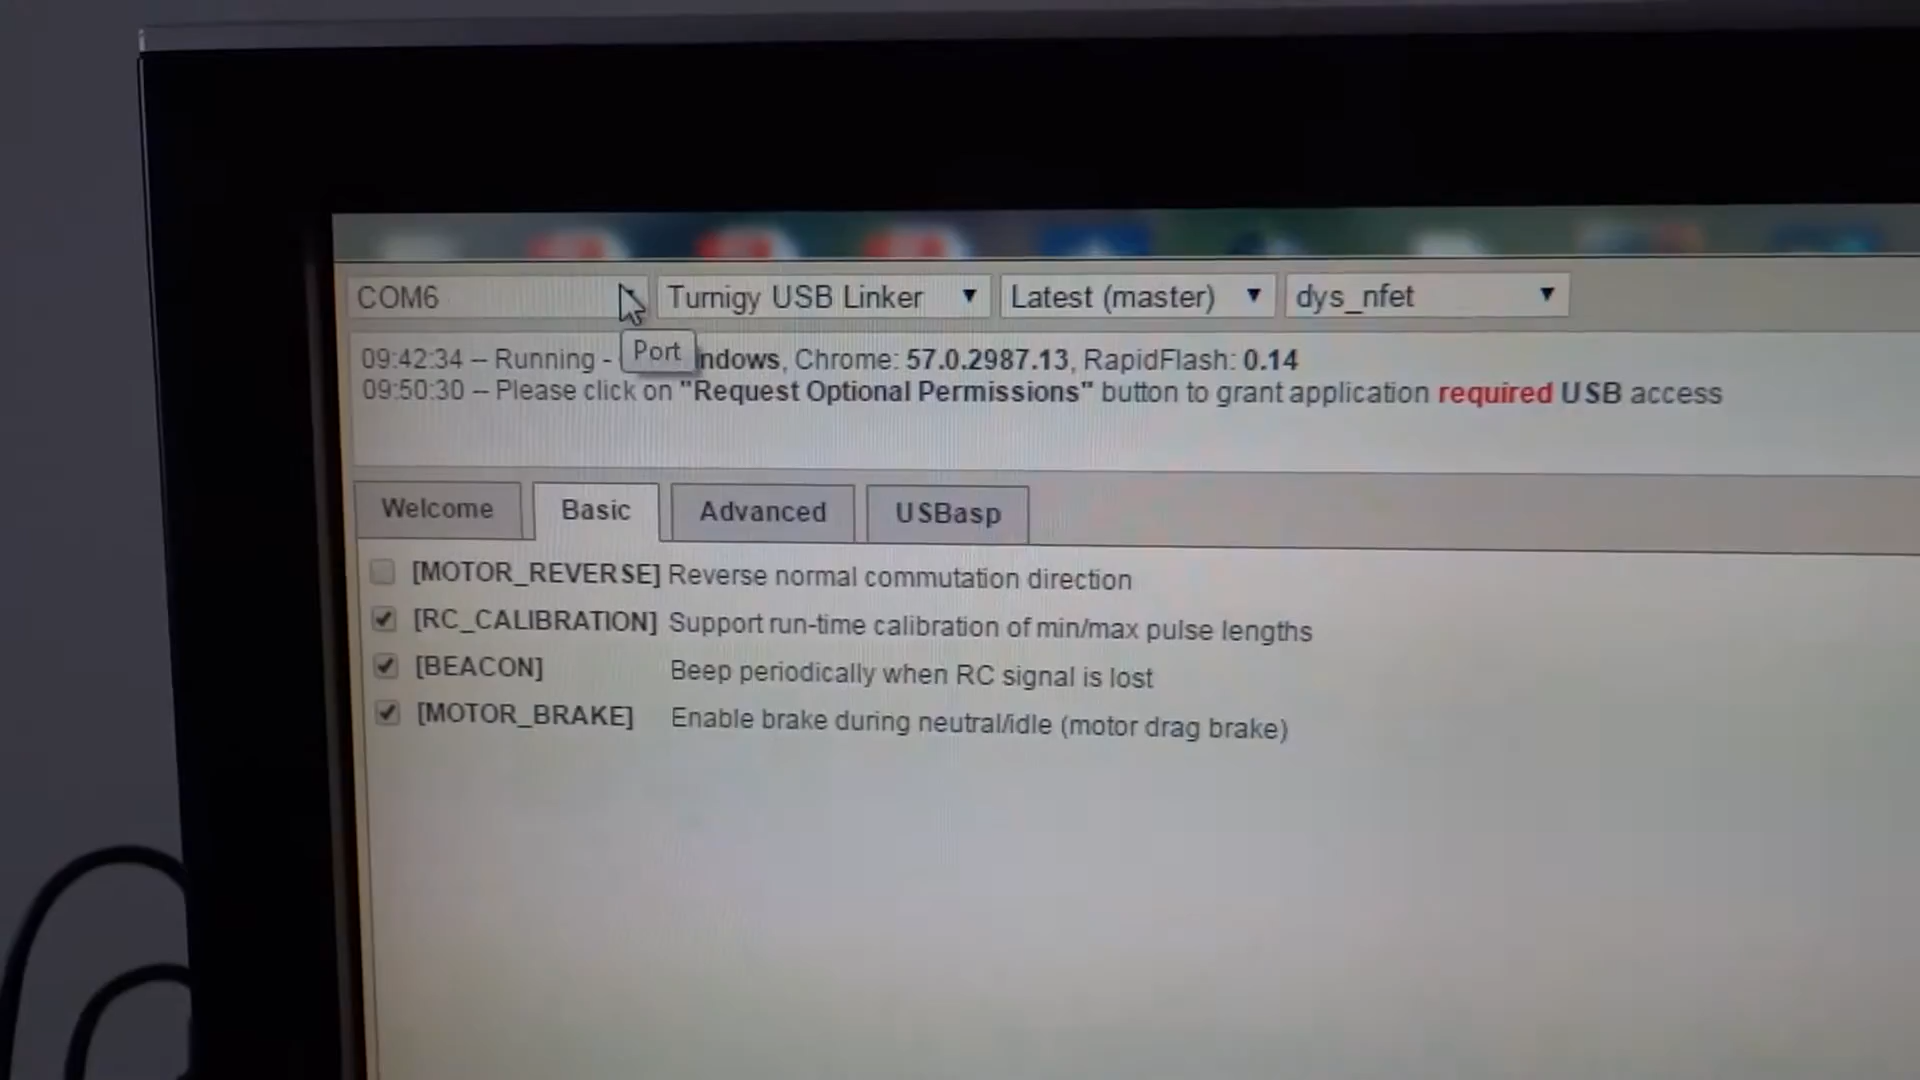 COM6 Turnigy USB Linker Latest (master) dys_nfet
Port
09:42:34 -- Running - ndows, Chrome: 57.0.2987.13, RapidFlash: 0.14
09:50:30 -- Please click on "Request Optional Permissions" button to grant application required USB access
Welcome Basic Advanced USBasp
[MOTOR_REVERSE] Reverse normal commutation direction
[RC_CALIBRATION] Support run-time calibration of min/max pulse lengths
[BEACON] Beep periodically when RC signal is lost
[MOTOR_BRAKE] Enable brake during neutral/idle (motor drag brake)